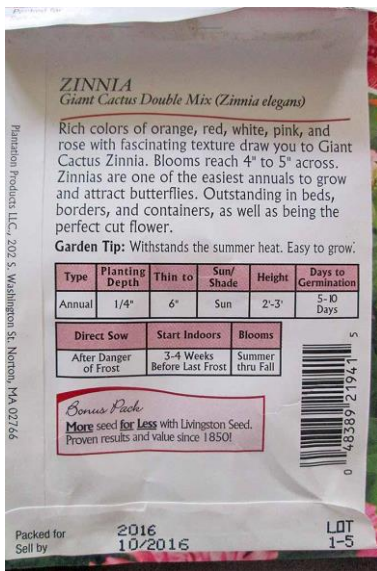 ZINNIA
Giant Cactus Double Mix (Zinnia elegans)
Rich colors of orange, red, white, pink, and
rose with fascinating texture draw you to Giant
Cactus Zinnia. Blooms reach 4" to 5" across.
Zinnias are one of the easiest annuals to grow
and attract butterflies. Outstanding in beds,
borders, and containers, as well as being the
perfect cut flower.
Garden Tip: Withstands the summer heat. Easy to grow.
Type Planting Depth Thin to Sun/ Shade Height Days to Germination
Annual 1/4" 6" Sun 2'-3' 5-10 Days
Direct Sow Start Indoors Blooms
After Danger of Frost 3-4 Weeks Before Last Frost Summer thru Fall
Bonus Pack
More seed for Less with Livingston Seed.
Proven results and value since 1850!
Plantation Products LLC., 202 S. Washington St. Norton, MA 02766
0 48389 21941 5
Packed for 2016
Sell by 10/2016
LOT
1-5